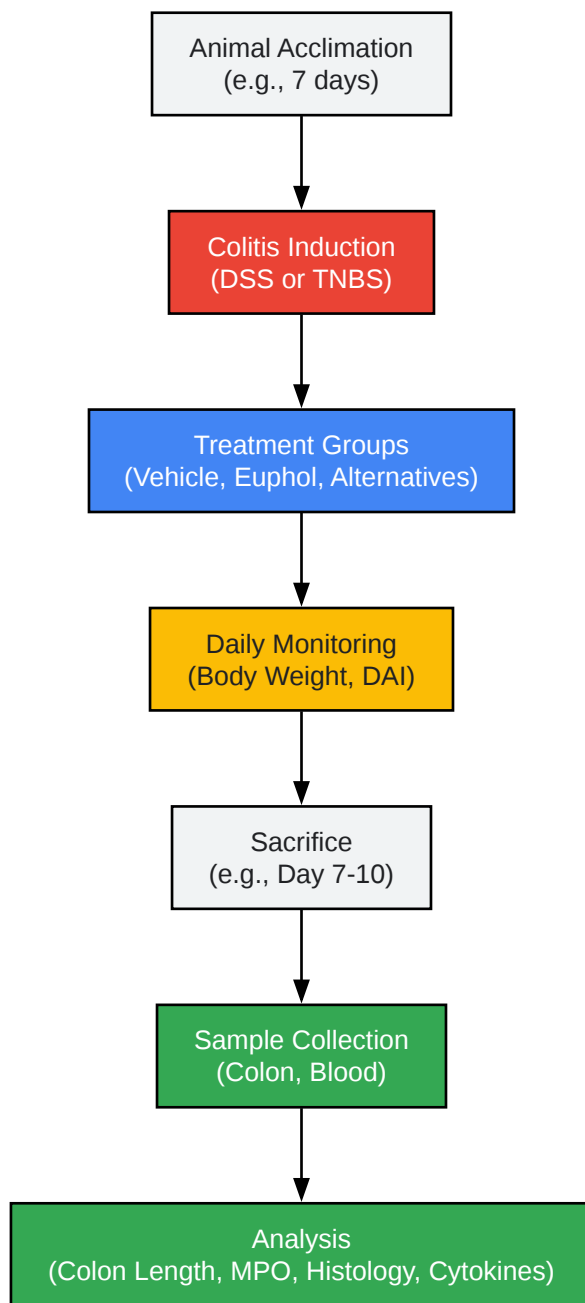 Animal Acclimation
(e.g., 7 days)
Colitis Induction
(DSS or TNBS)
Treatment Groups
(Vehicle, Euphol, Alternatives)
Daily Monitoring
(Body Weight, DAI)
Sacrifice
(e.g., Day 7-10)
Sample Collection
(Colon, Blood)
Analysis
(Colon Length, MPO, Histology, Cytokines)